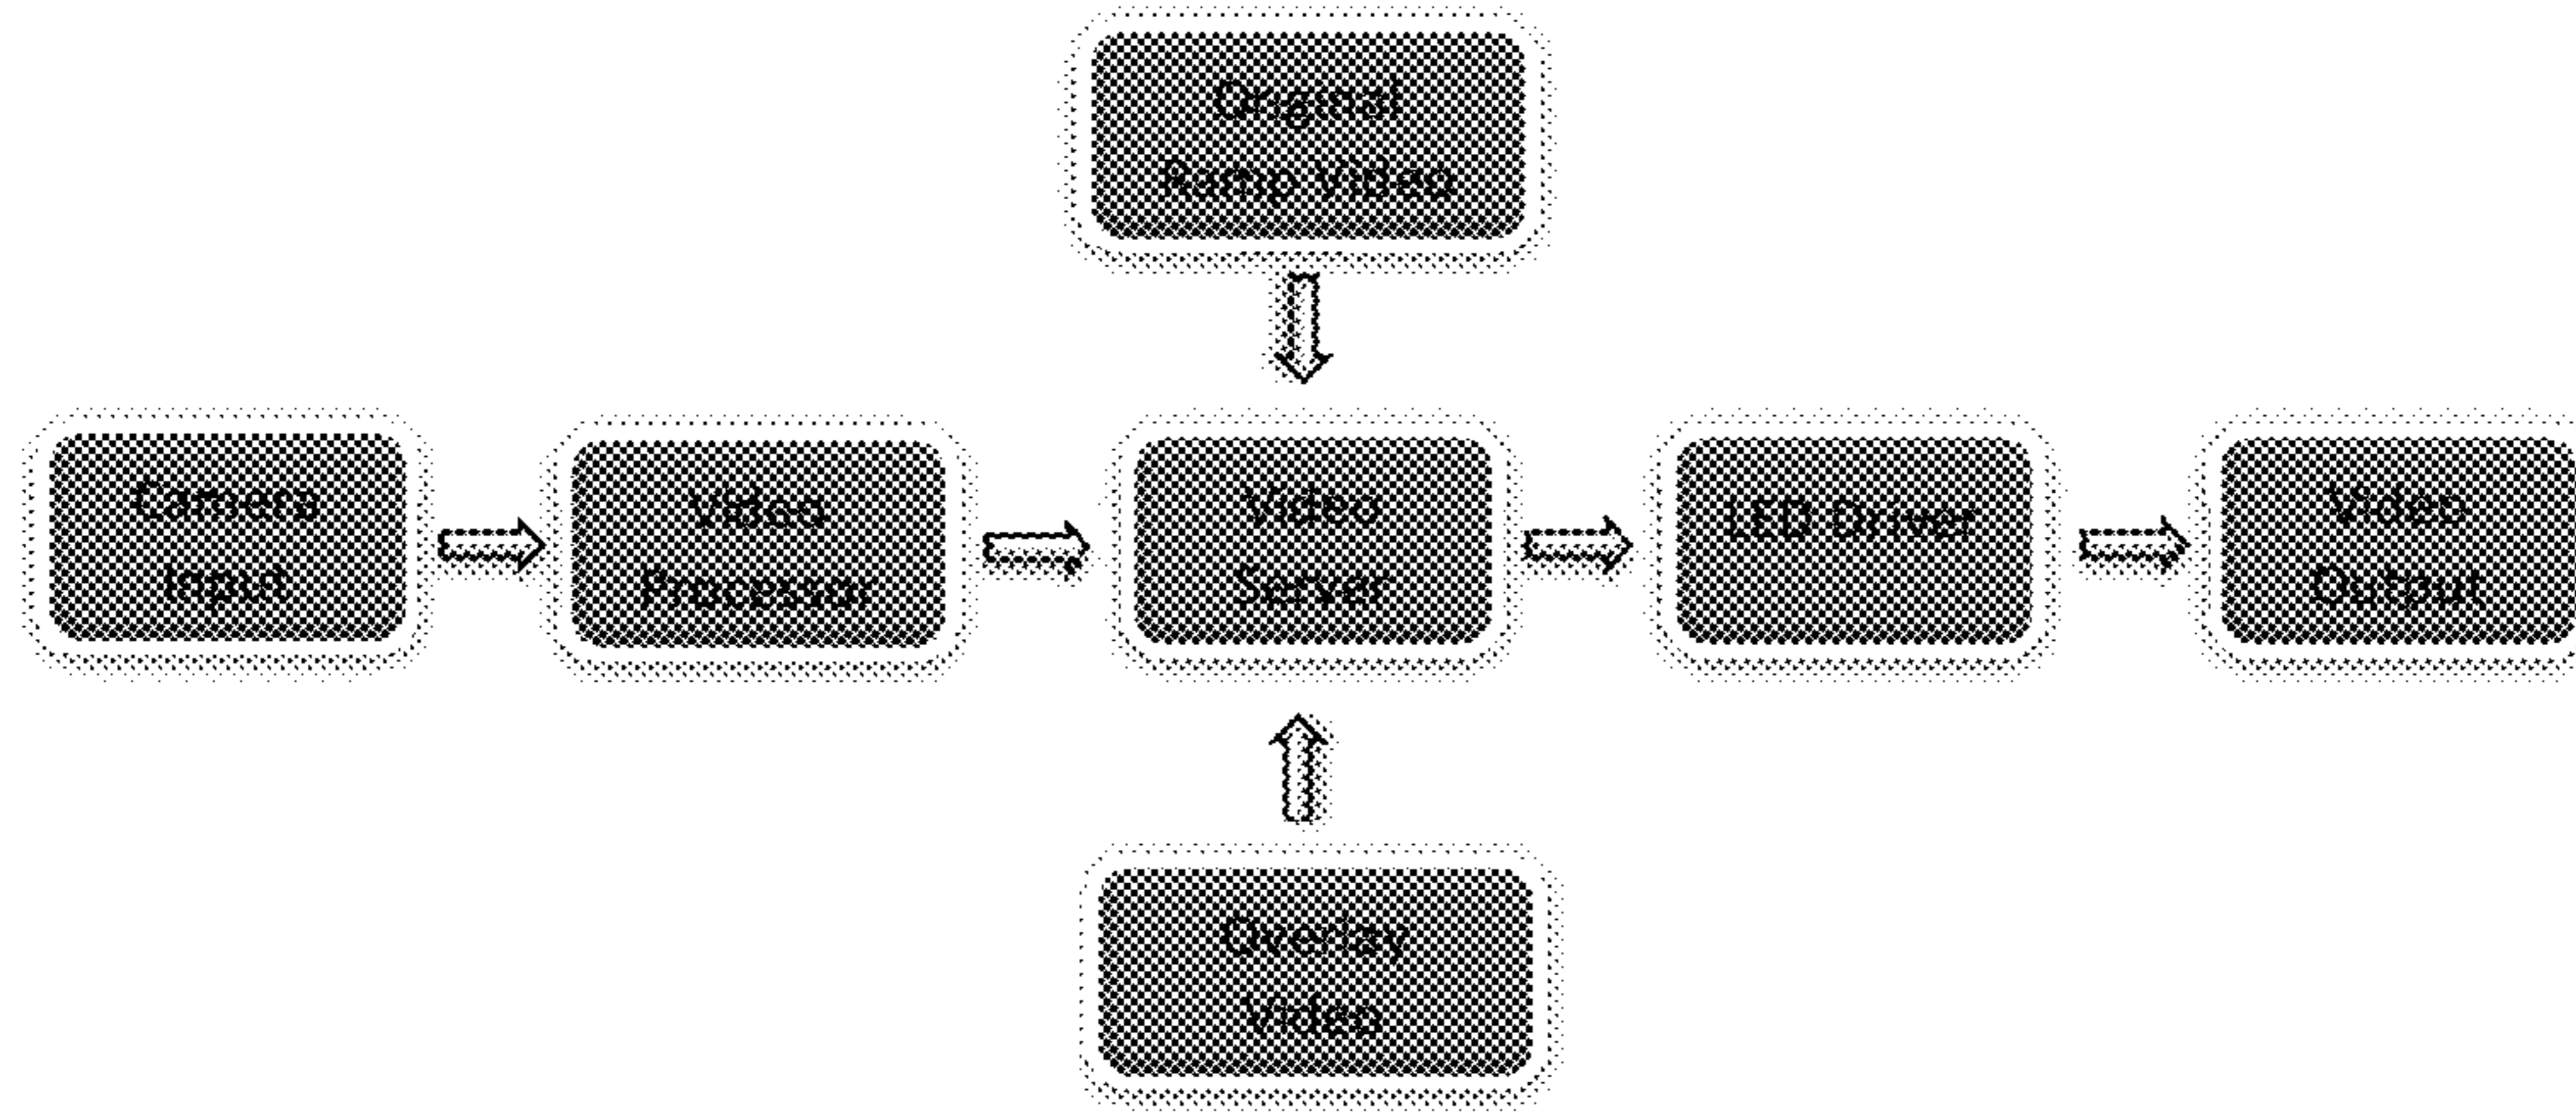 Original
Ramp Video
Camera
Input
Video
Processor
Video
Server
LED Driver
Video
Output
Overlay
Video